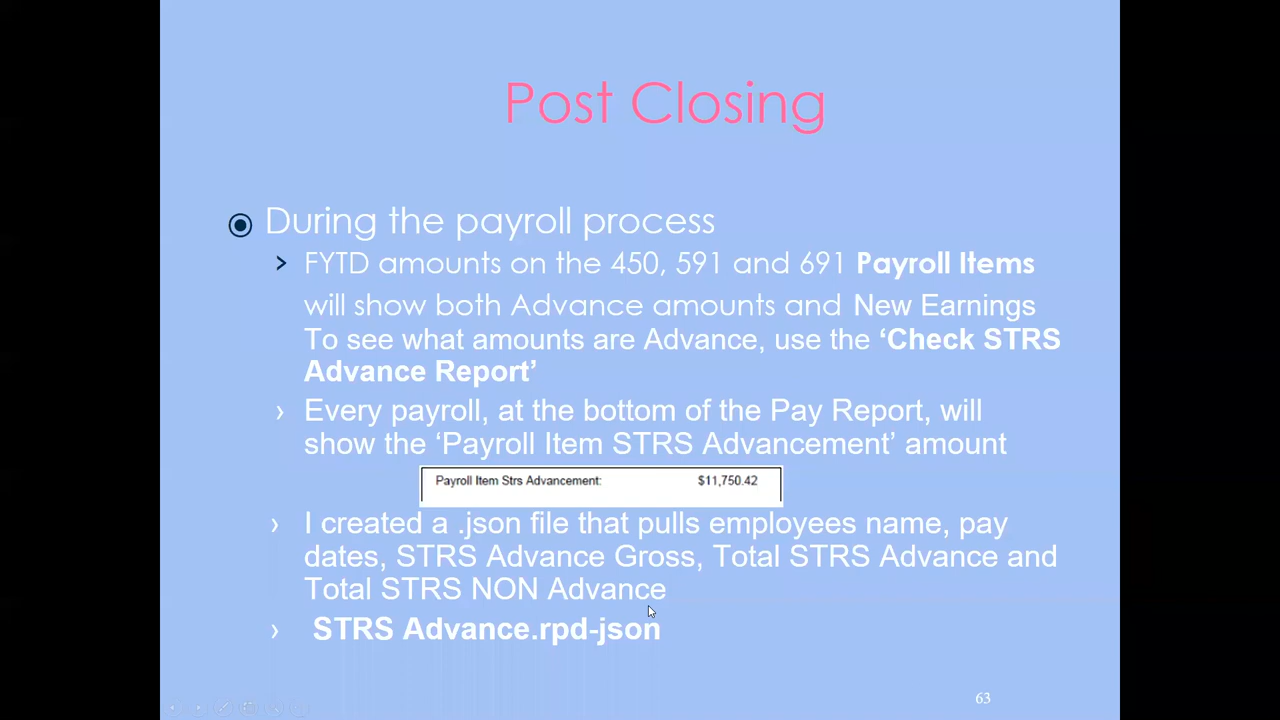 Post Closing
During the payroll process
FYTD amounts on the 450, 591 and 691 Payroll Items
will show both Advance amounts and New Earnings
To see what amounts are Advance, use the ‘Check STRS
Advance Report’
Every payroll, at the bottom of the Pay Report, will
show the ‘Payroll Item STRS Advancement’ amount
Payroll Item Strs Advancement: $11,750.42
I created a .json file that pulls employees name, pay
dates, STRS Advance Gross, Total STRS Advance and
Total STRS NON Advance
STRS Advance.rpd-json
63